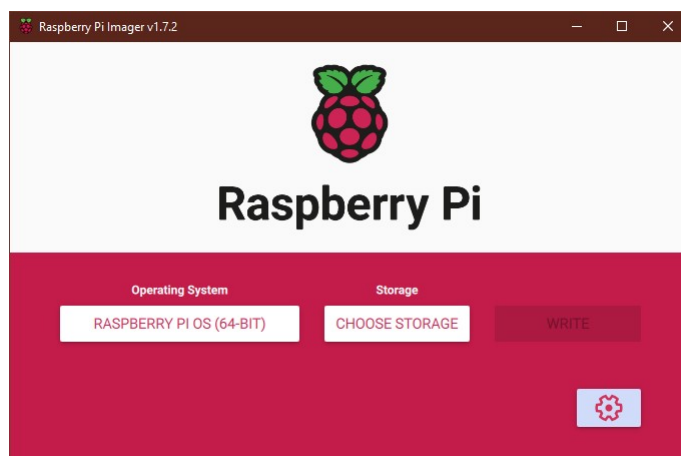 Raspberry Pi Imager v1.7.2
Raspberry Pi
Operating System
Storage
RASPBERRY PI OS (64-BIT)
CHOOSE STORAGE
WRITE